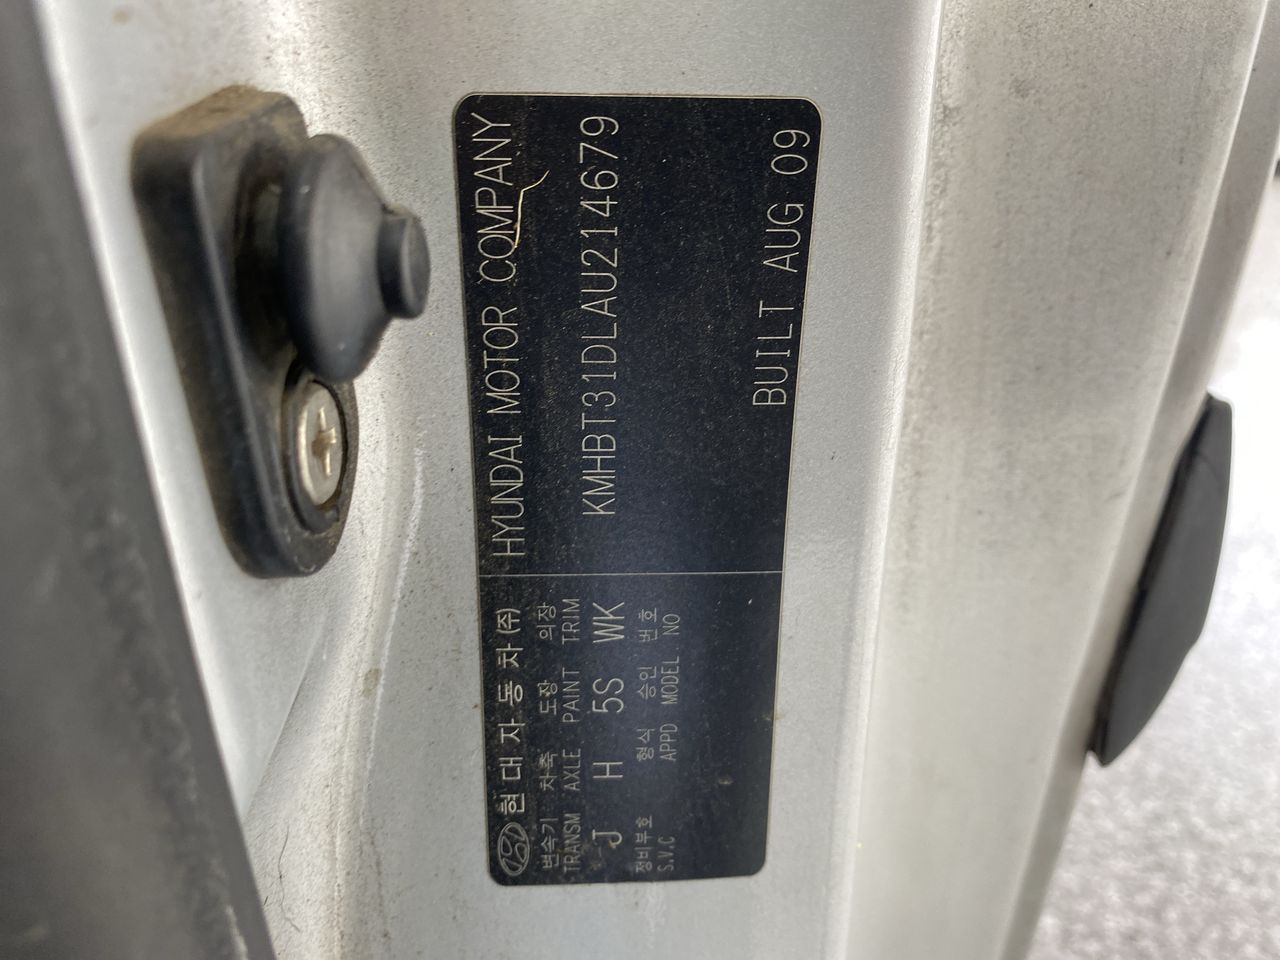 현대자동차(주) HYUNDAI MOTOR COMPANY
변속기 차축 도장 의장
TRANSM AXLE PAINT TRIM
J H 5S WK KMHBT31DLAU214679
정비부호 형식 승인 번호
S.V.C APPD MODEL NO
BUILT AUG 09